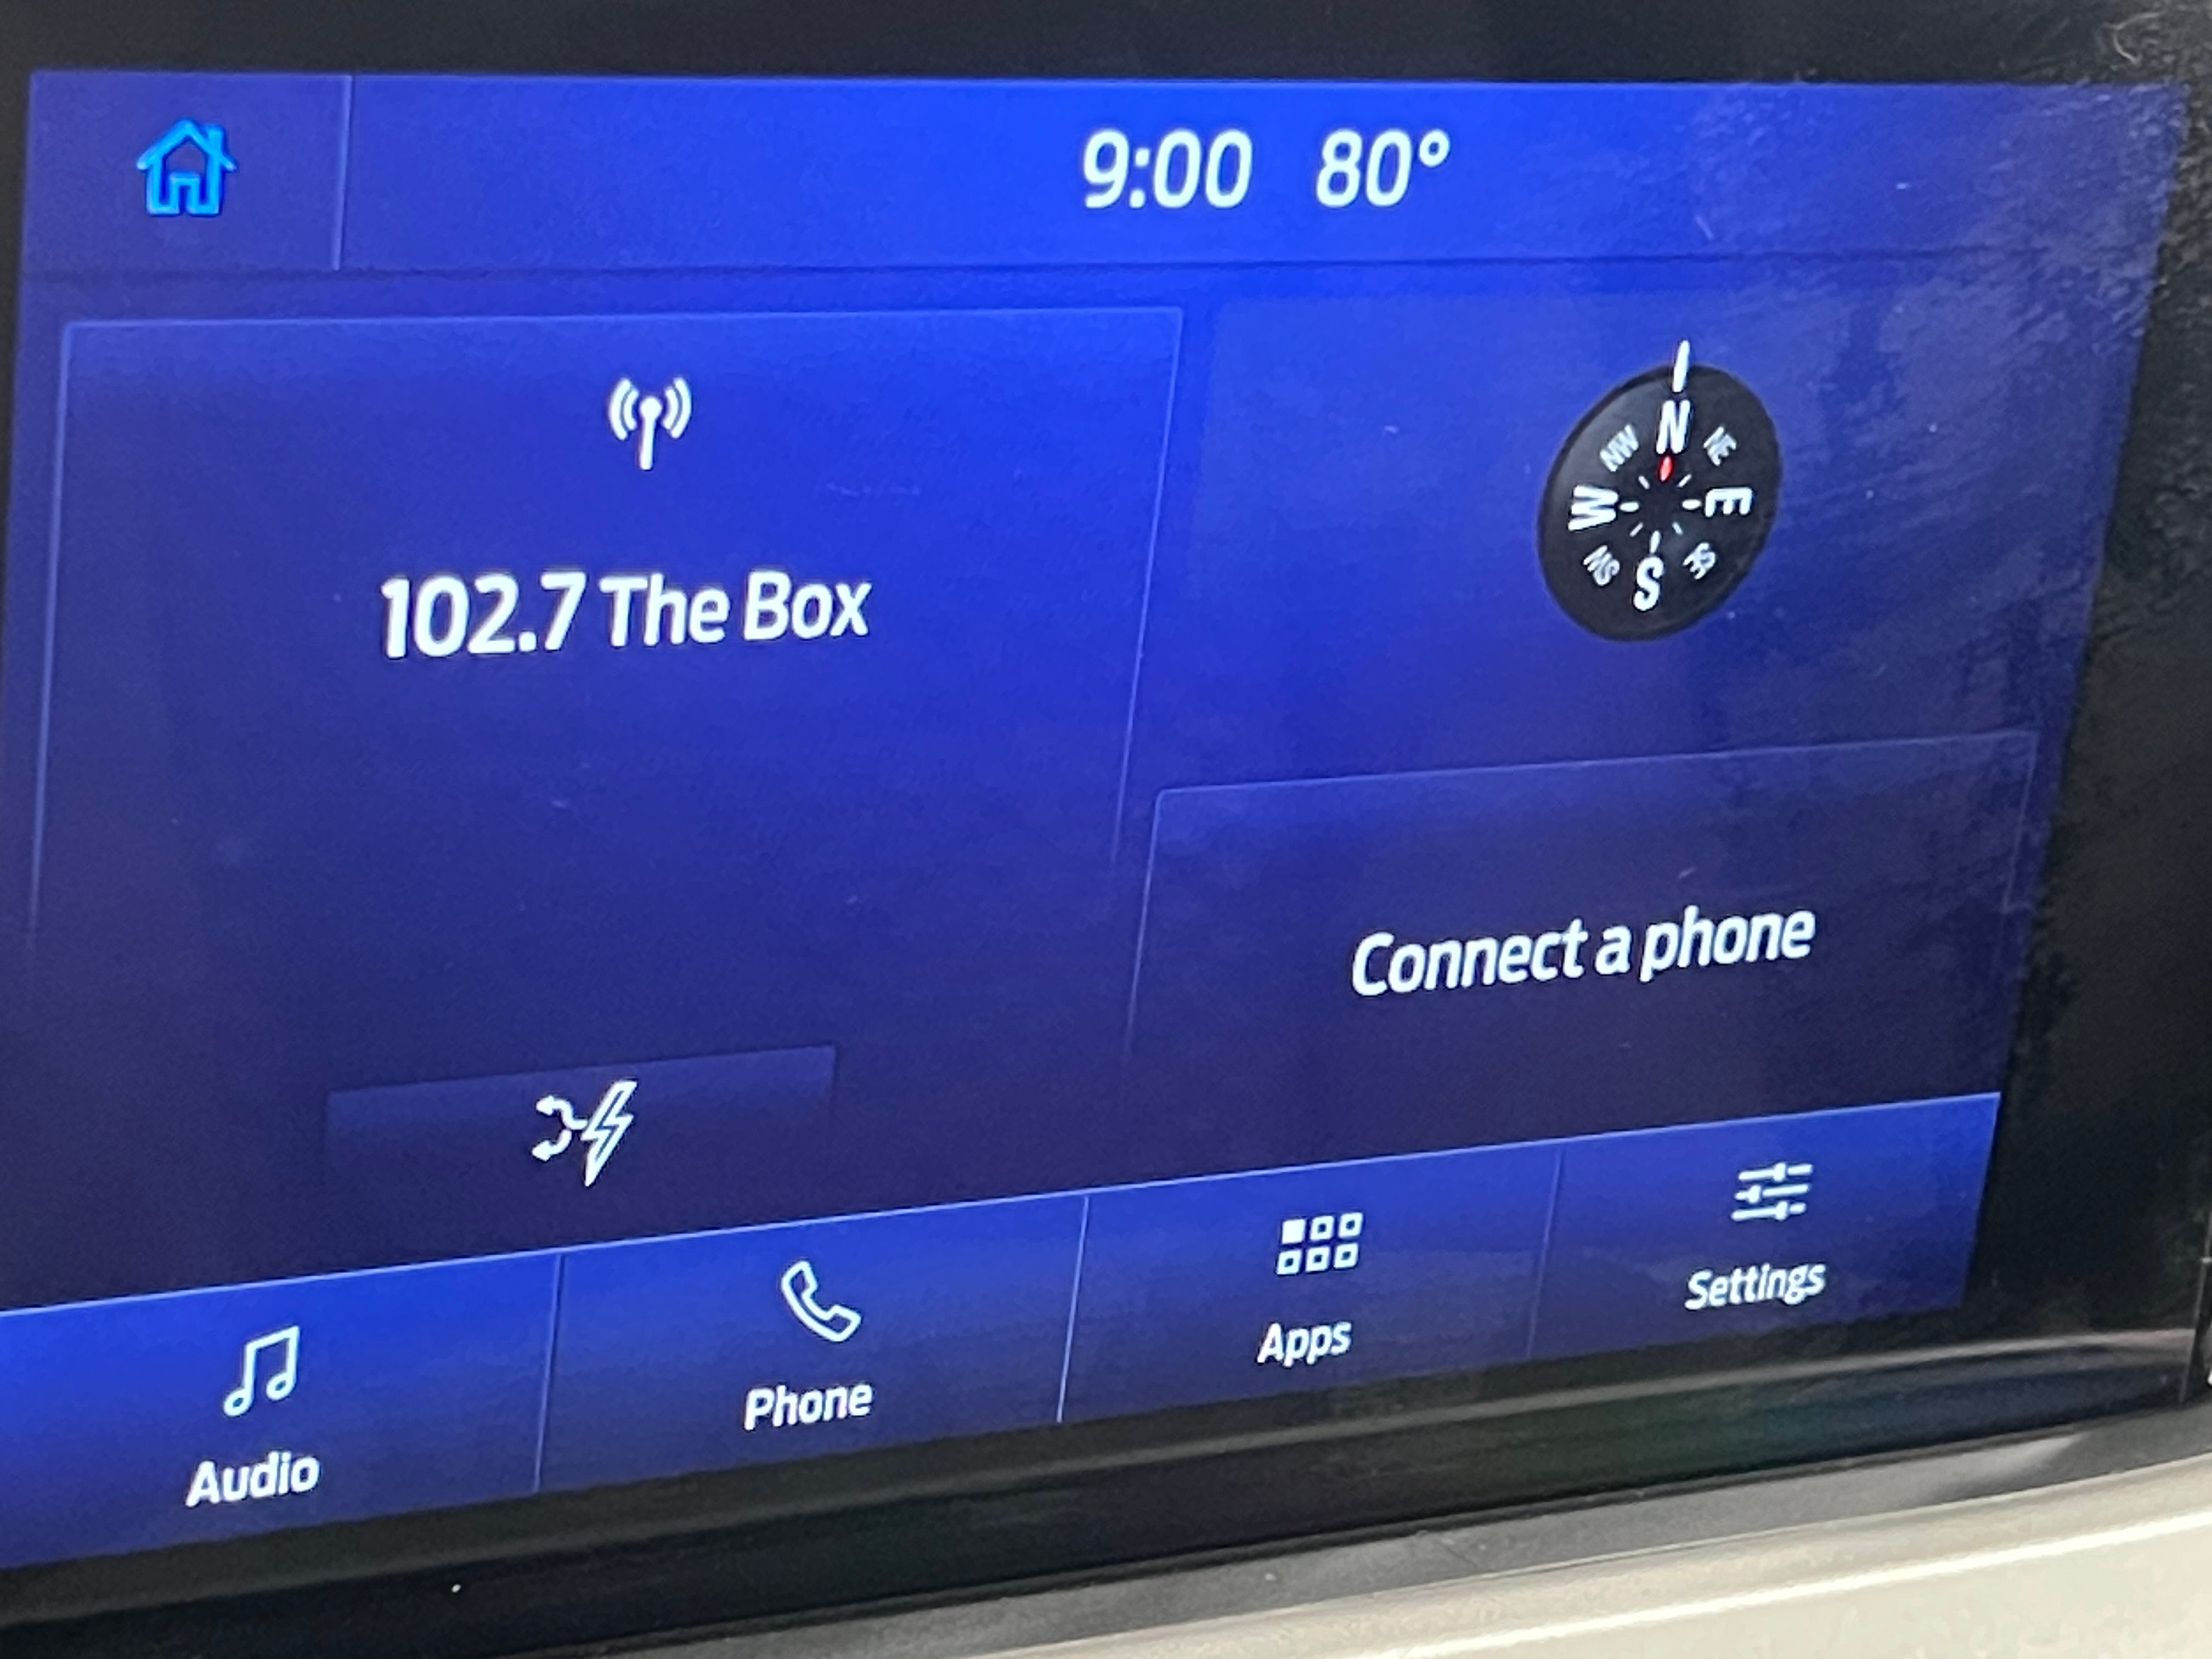 9:00 80°
102.7 The Box
N
NW NE
W E
SW SE
S
Connect a phone
Audio
Phone
Apps
Settings